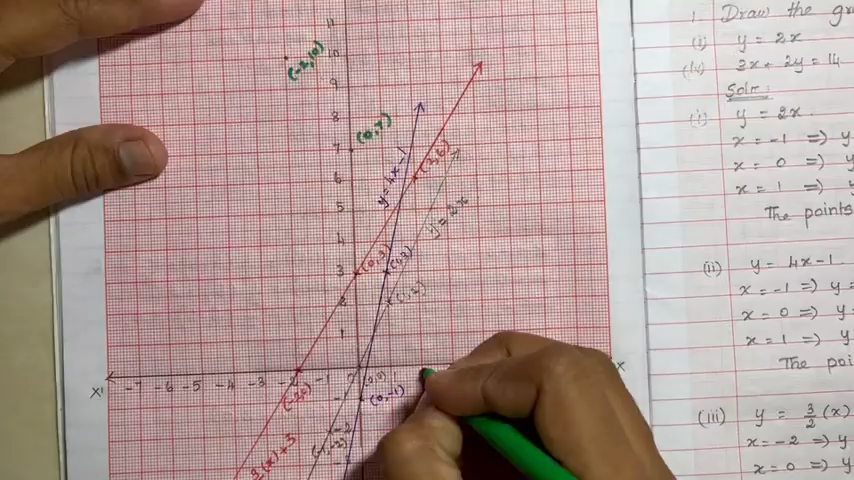 11
10
(-2,10)
9
8
(0,7)
7
6
(2,6)
y = 4x-1
5
y = 2x
4
(0,3)
(1,3)
3
(1,2)
2
1
X'
-7 -6 -5 -4 -3 -2 -1 0
x
(0,0)
(-2,0)
(0,-1)
-2
(-1,-2)
(x)+3
1. Draw the gra
(i) y = 2x
(iv) 3x + 2y = 14
Soln:
(i) y = 2x.
x = -1 => y
x = 0 => y
x = 1 => y
The points
(ii) y = 4x-1.
x = -1 => y =
x = 0 => y =
x = 1 => y
The poi
(iii) y = 3/2 (x)
x = -2 => y
x = 0 => y